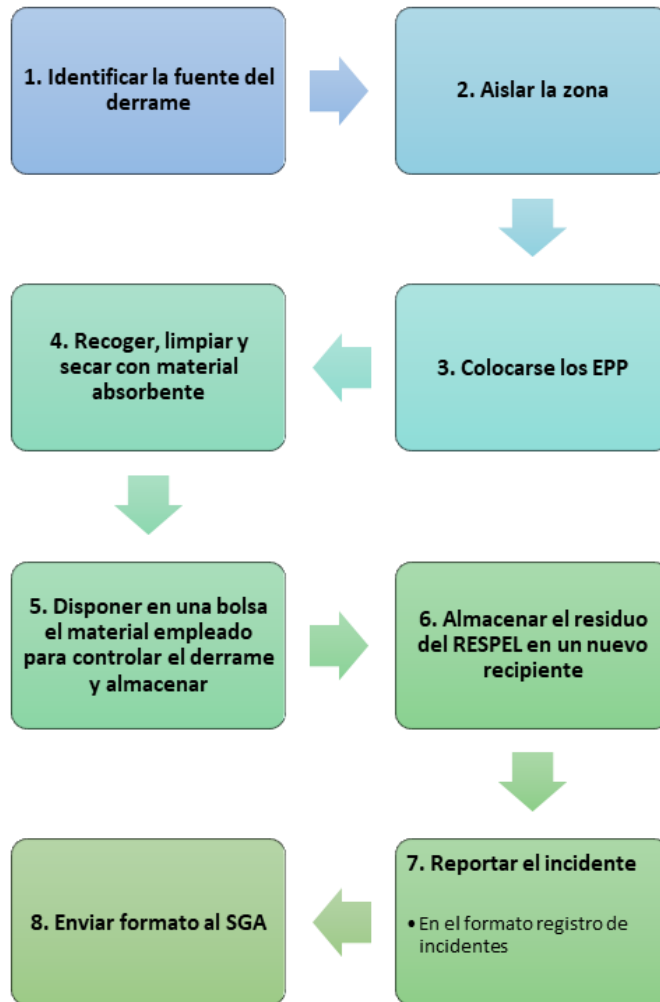 1. Identificar la fuente del
derrame
2. Aislar la zona
3. Colocarse los EPP
4. Recoger, limpiar y
secar con material
absorbente
5. Disponer en una bolsa
el material empleado
para controlar el derrame
y almacenar
6. Almacenar el residuo
del RESPEL en un nuevo
recipiente
7. Reportar el incidente
• En el formato registro de
incidentes
8. Enviar formato al SGA